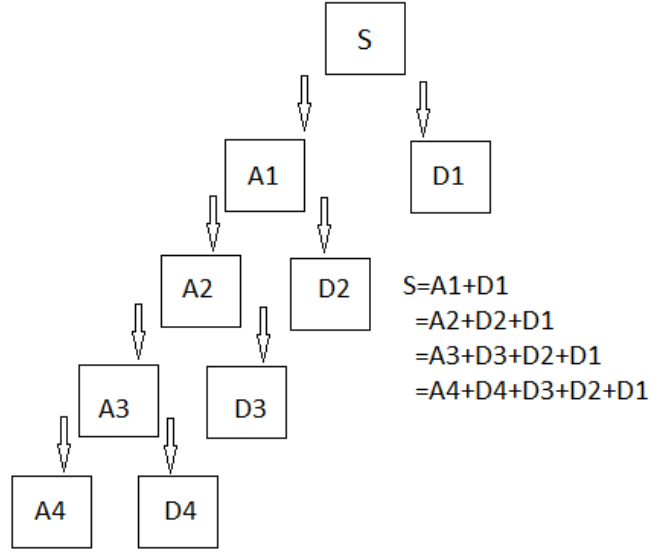 S
A1
D1
A2
D2
S=A1+D1
=A2+D2+D1
=A3+D3+D2+D1
=A4+D4+D3+D2+D1
A3
D3
A4
D4